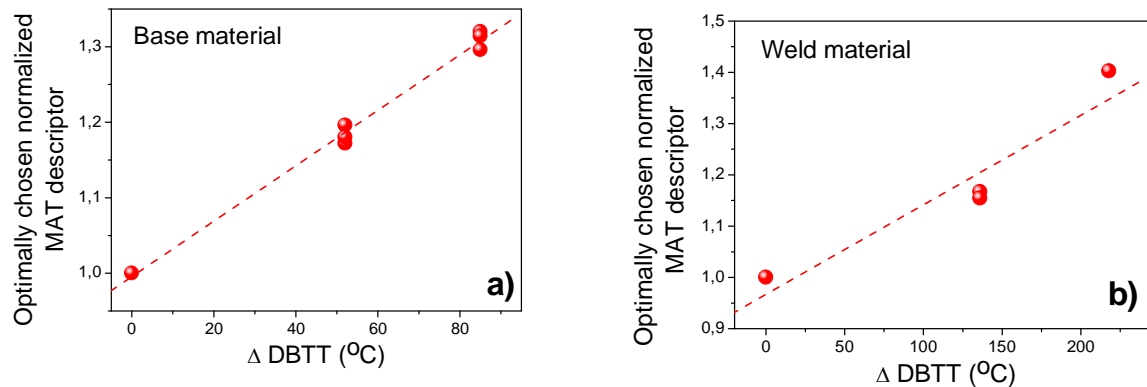 Optimally chosen normalized
MAT descriptor
Base material
1,3
1,2
1,1
1,0
a)
0 20 40 60 80
Δ DBTT (°C)
Optimally chosen normalized
MAT descriptor
Weld material
1,5
1,4
1,3
1,2
1,1
1,0
0,9
b)
0 50 100 150 200
Δ DBTT (°C)